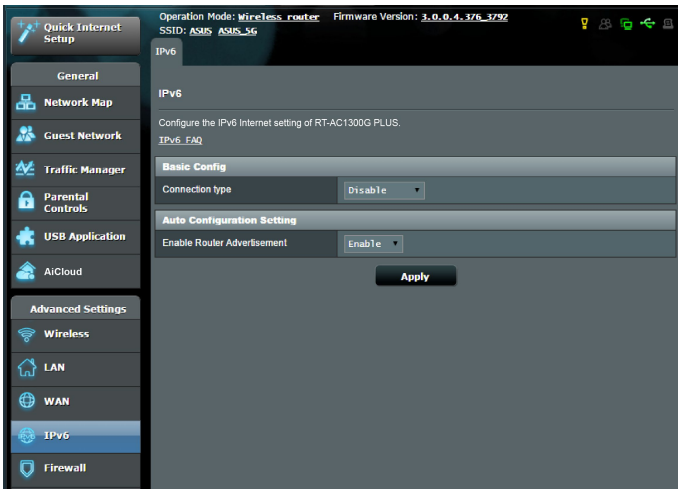 Quick Internet
Setup
Operation Mode: Wireless router Firmware Version: 3.0.0.4.376_3792
SSID: ASUS ASUS_5G
IPv6
General
Network Map
Guest Network
Traffic Manager
Parental
Controls
USB Application
AiCloud
Advanced Settings
Wireless
LAN
WAN
IPv6
Firewall
IPv6
Configure the IPv6 Internet setting of RT-AC1300G PLUS.
IPv6 FAQ
Basic Config
Connection type Disable
Auto Configuration Setting
Enable Router Advertisement Enable
Apply